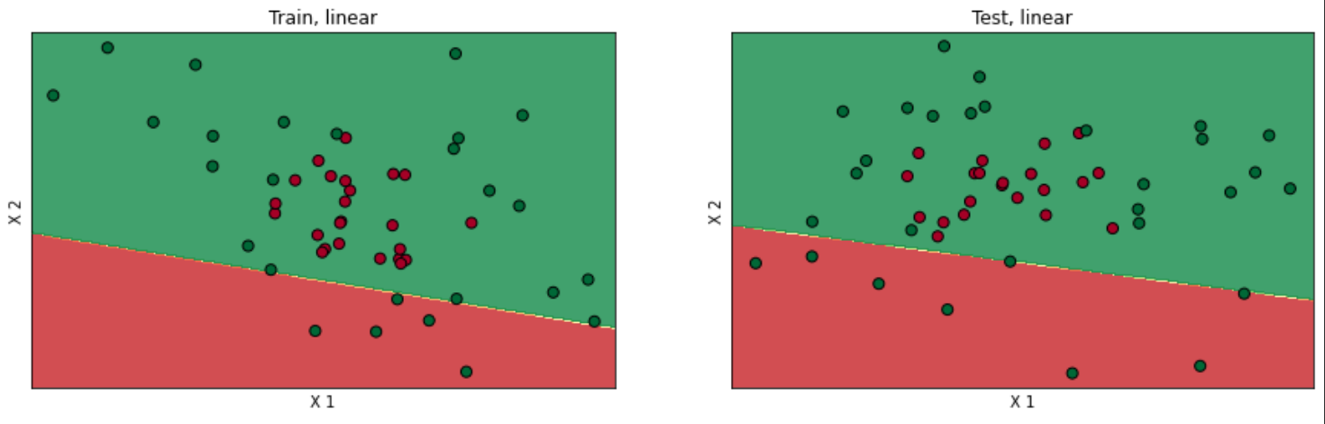 Train, linear
Test, linear
X 2
X 2
X 1
X 1